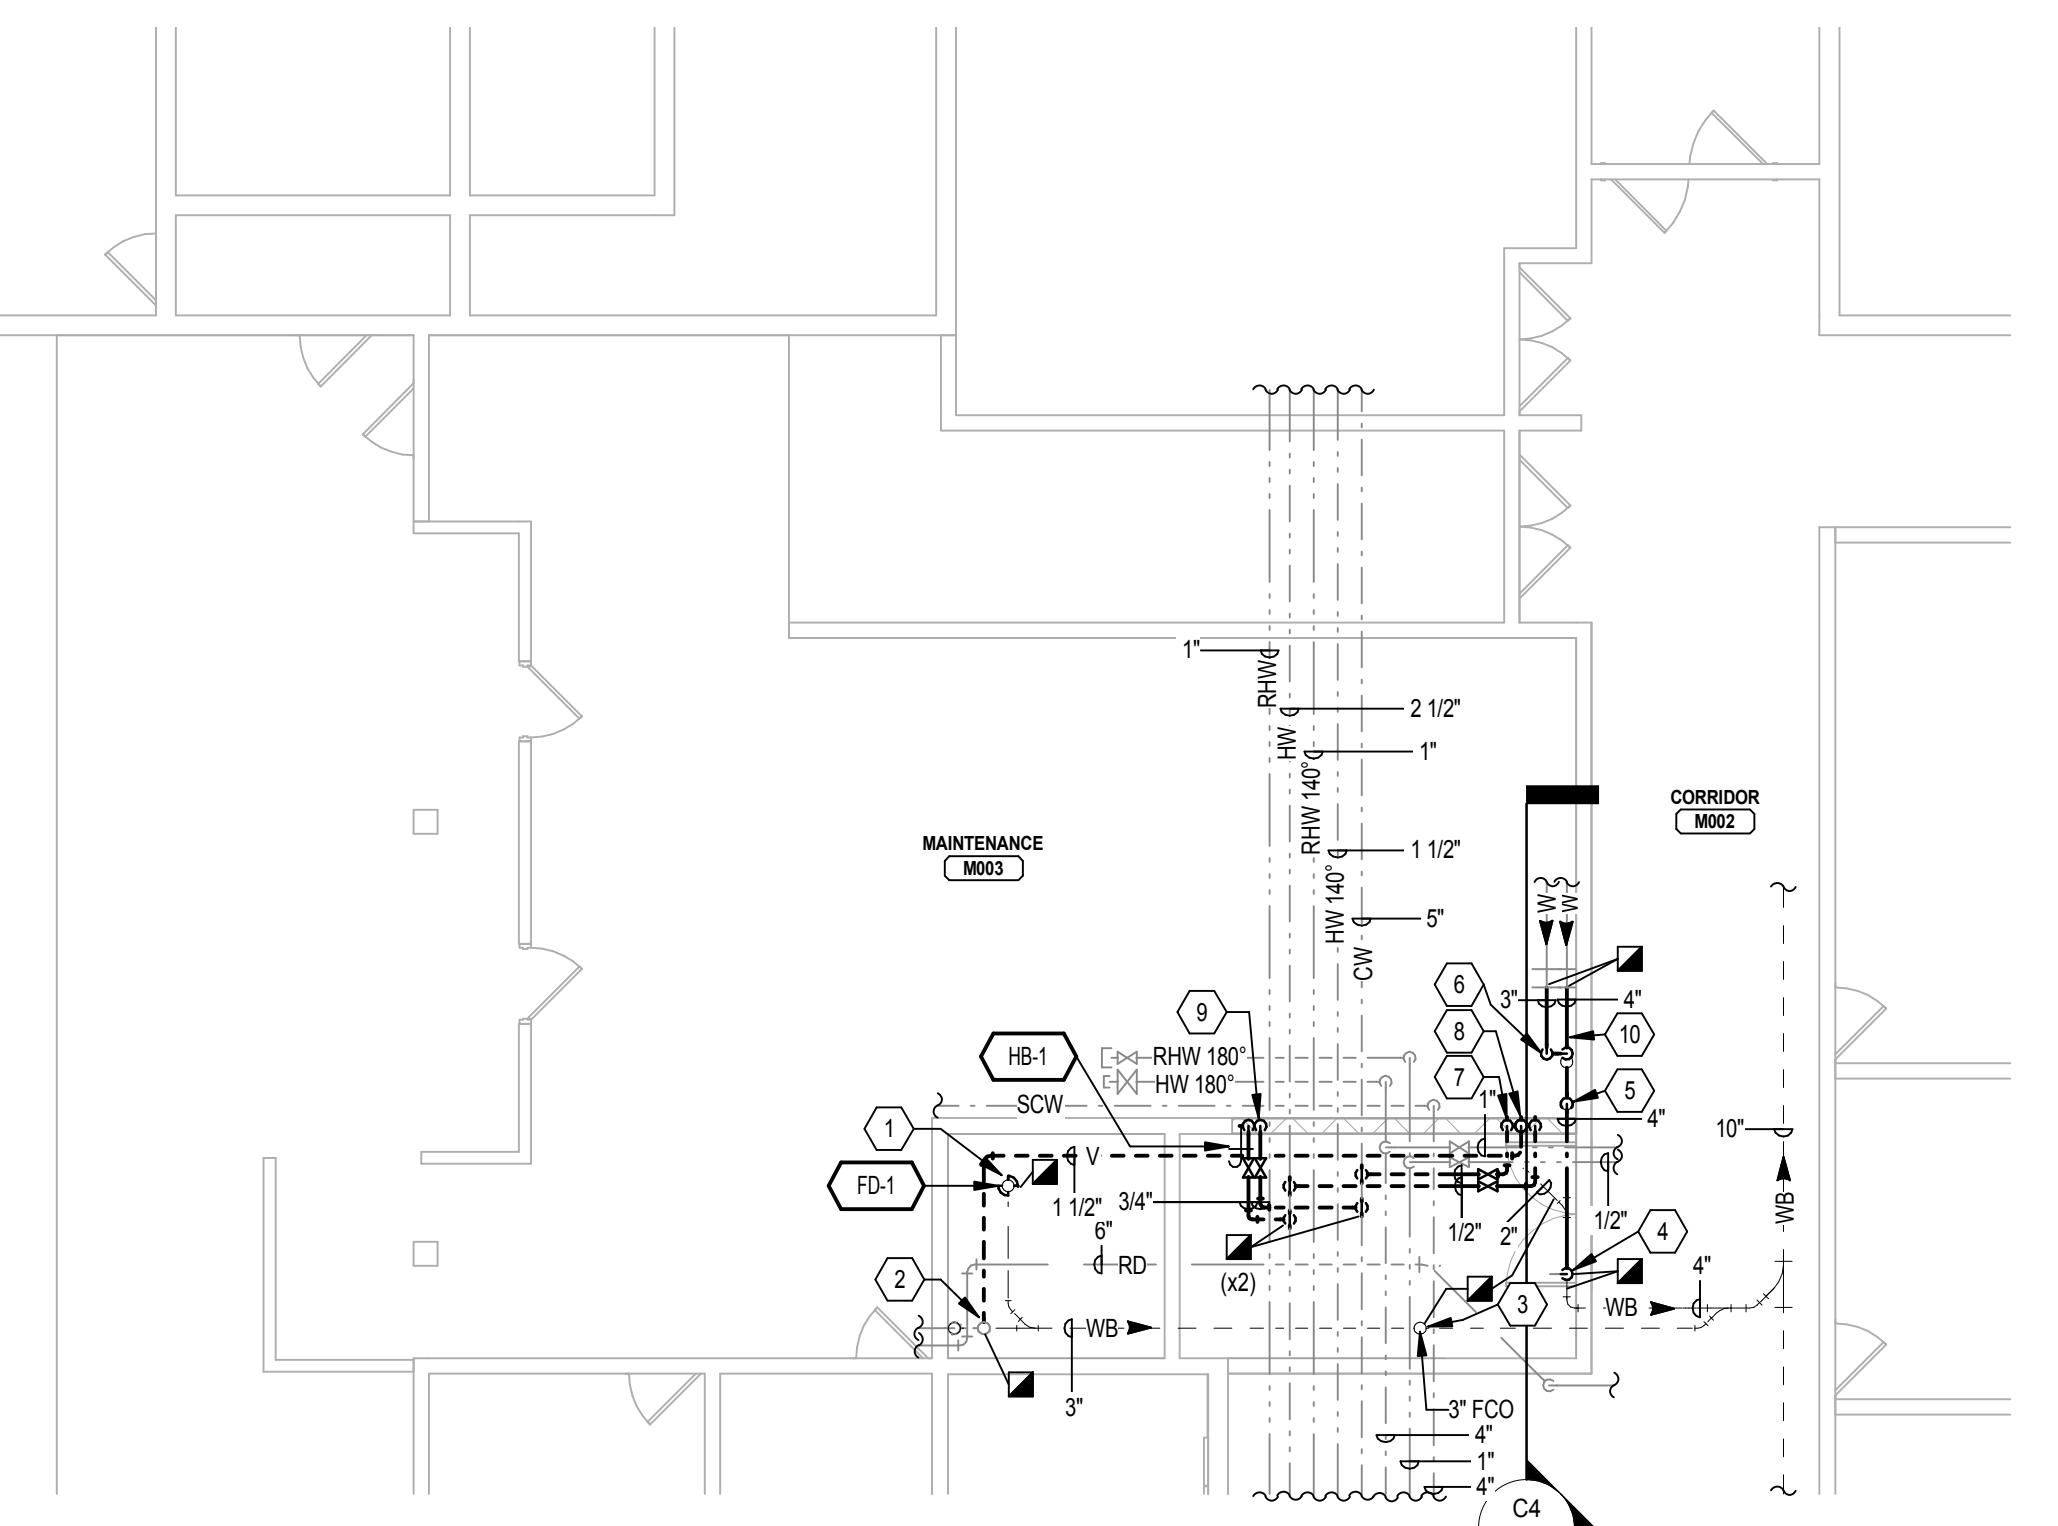 1"
RHW
2 1/2"
HW
1"
RHW 140°
1 1/2"
HW 140°
5"
CW
MAINTENANCE
M003
CORRIDOR
M002
W
W
3"
4"
6
8
7
10
5
9
HB-1
RHW 180°
HW 180°
SCW
1"
4"
10"
1
V
FD-1
1 1/2"
3/4"
1/2"
2"
1/2"
4
WB
6"
RD
(x2)
2
3
4"
WB
WB
3"
3" FCO
4"
1"
4"
C4